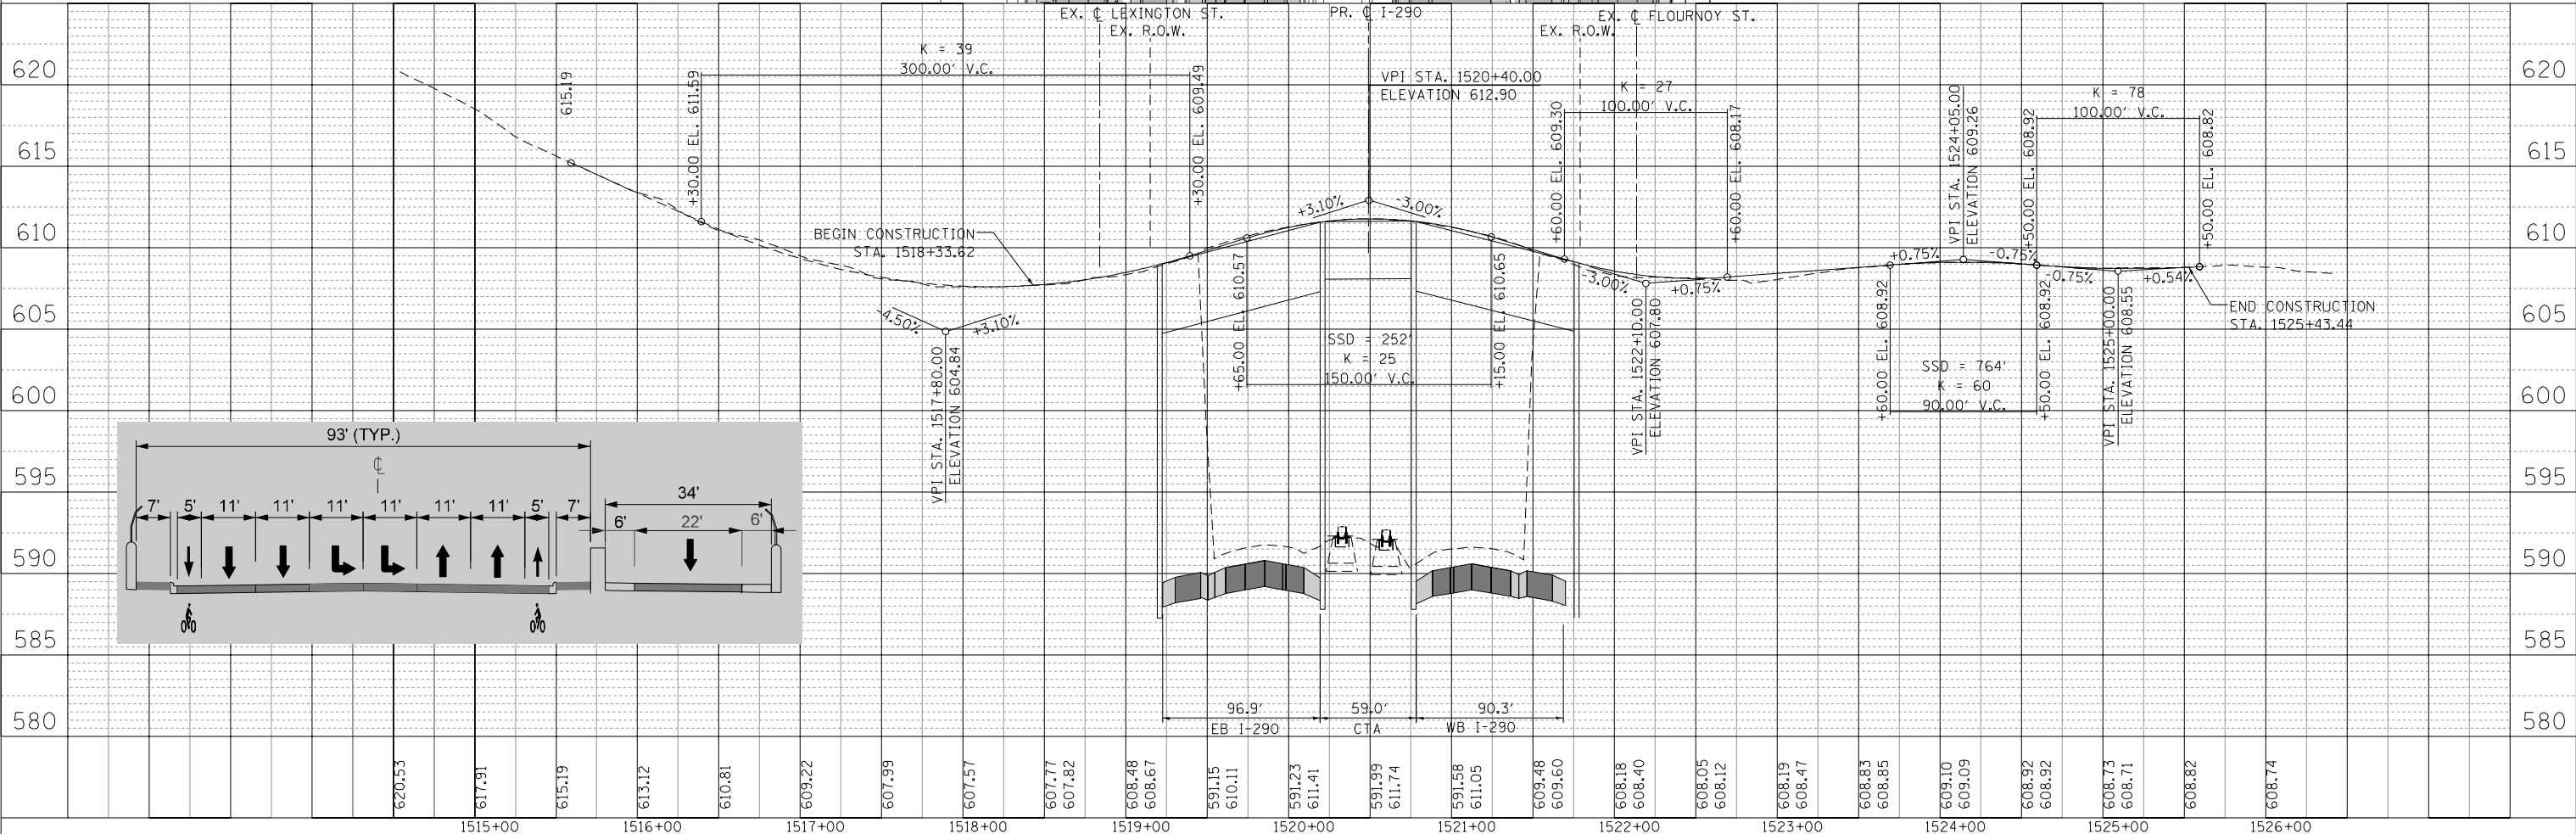 EX. ℄ LEXINGTON ST.
EX. R.O.W.
PR. ℄ I-290
EX. ℄ FLOURNOY ST.
EX. R.O.W.
K = 39
300.00' V.C.
VPI STA. 1520+40.00
ELEVATION 612.90
K = 27
100.00' V.C.
K = 78
100.00' V.C.
620
620
615
615
610
610
605
605
600
600
595
595
590
590
585
585
580
580
615.19
+30.00 EL. 611.59
+30.00 EL. 609.49
+60.00 EL. 609.30
+60.00 EL. 608.17
VPI STA. 1524+05.00
ELEVATION 609.26
+50.00 EL. 608.92
+50.00 EL. 608.82
BEGIN CONSTRUCTION
STA. 1518+33.62
+3.10%
-3.00%
-4.50%
+3.10%
-3.00%
+0.75%
+0.75%
-0.75%
-0.75%
+0.54%
END CONSTRUCTION
STA. 1525+43.44
VPI STA. 1517+80.00
ELEVATION 604.84
+65.00 EL. 610.57
SSD = 252'
K = 25
150.00' V.C.
+15.00 EL. 610.65
VPI STA. 1522+10.00
ELEVATION 607.80
+60.00 EL. 608.92
SSD = 764'
K = 60
90.00' V.C.
+50.00 EL. 608.92
VPI STA. 1525+00.00
ELEVATION 608.55
93' (TYP.)
℄
7' 5' 11' 11' 11' 11' 11' 11' 5' 7'
34'
6' 22' 6'
96.9'
EB I-290
59.0'
CTA
90.3'
WB I-290
620.53
617.91
615.19
613.12
610.81
609.22
607.99
607.57
607.77
607.82
608.48
608.67
591.15
610.11
591.23
611.41
591.99
611.74
591.58
611.05
609.48
609.60
608.18
608.40
608.05
608.12
608.19
608.47
608.83
608.85
609.10
609.09
608.92
608.92
608.73
608.71
608.82
608.74
1515+00
1516+00
1517+00
1518+00
1519+00
1520+00
1521+00
1522+00
1523+00
1524+00
1525+00
1526+00